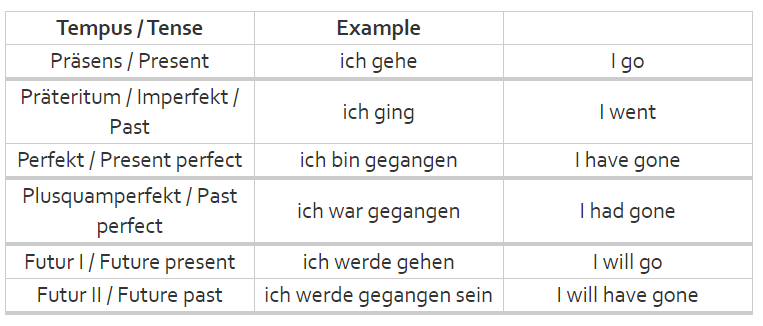 Tempus / Tense Example
Präsens / Present ich gehe I go
Präteritum / Imperfekt /
Past ich ging I went
Perfekt / Present perfect ich bin gegangen I have gone
Plusquamperfekt / Past
perfect ich war gegangen I had gone
Futur I / Future present ich werde gehen I will go
Futur II / Future past ich werde gegangen sein I will have gone